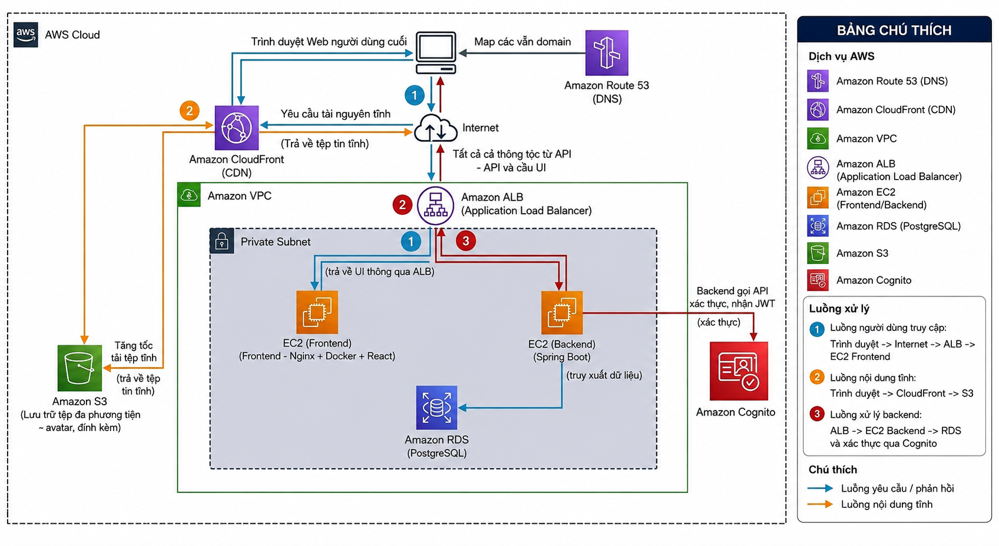 aws
AWS Cloud
Trình duyệt Web người dùng cuối
Map các vẵn domain
Amazon Route 53
(DNS)
1
2
Yêu cầu tài nguyên tĩnh
Internet
(Trả về tệp tin tĩnh)
Amazon CloudFront
(CDN)
Tất cả cả thông tộc từ API
- API và cầu UI
Amazon VPC
2
Amazon ALB
(Application Load Balancer)
Private Subnet
1
3
(trả về UI thông qua ALB)
EC2 (Frontend)
(Frontend - Nginx + Docker + React)
EC2 (Backend)
(Spring Boot)
Backend gọi API
xác thực, nhận JWT
(xác thực)
Tăng tốc
tải tệp tĩnh
(trả về tệp
tin tĩnh)
(truy xuất dữ liệu)
Amazon S3
(Lưu trữ tệp đa phương tiện
~ avatar, đính kèm)
Amazon RDS
(PostgreSQL)
Amazon Cognito
BẢNG CHÚ THÍCH
Dịch vụ AWS
Amazon Route 53 (DNS)
Amazon CloudFront (CDN)
Amazon VPC
Amazon ALB
(Application Load Balancer)
Amazon EC2
(Frontend/Backend)
Amazon RDS (PostgreSQL)
Amazon S3
Amazon Cognito
Luồng xử lý
1 Luồng người dùng truy cập:
Trình duyệt -> Internet -> ALB ->
EC2 Frontend
2 Luồng nội dung tĩnh:
Trình duyệt -> CloudFront -> S3
3 Luồng xử lý backend:
ALB -> EC2 Backend -> RDS
và xác thực qua Cognito
Chú thích
Luồng yêu cầu / phản hồi
Luồng nội dung tĩnh